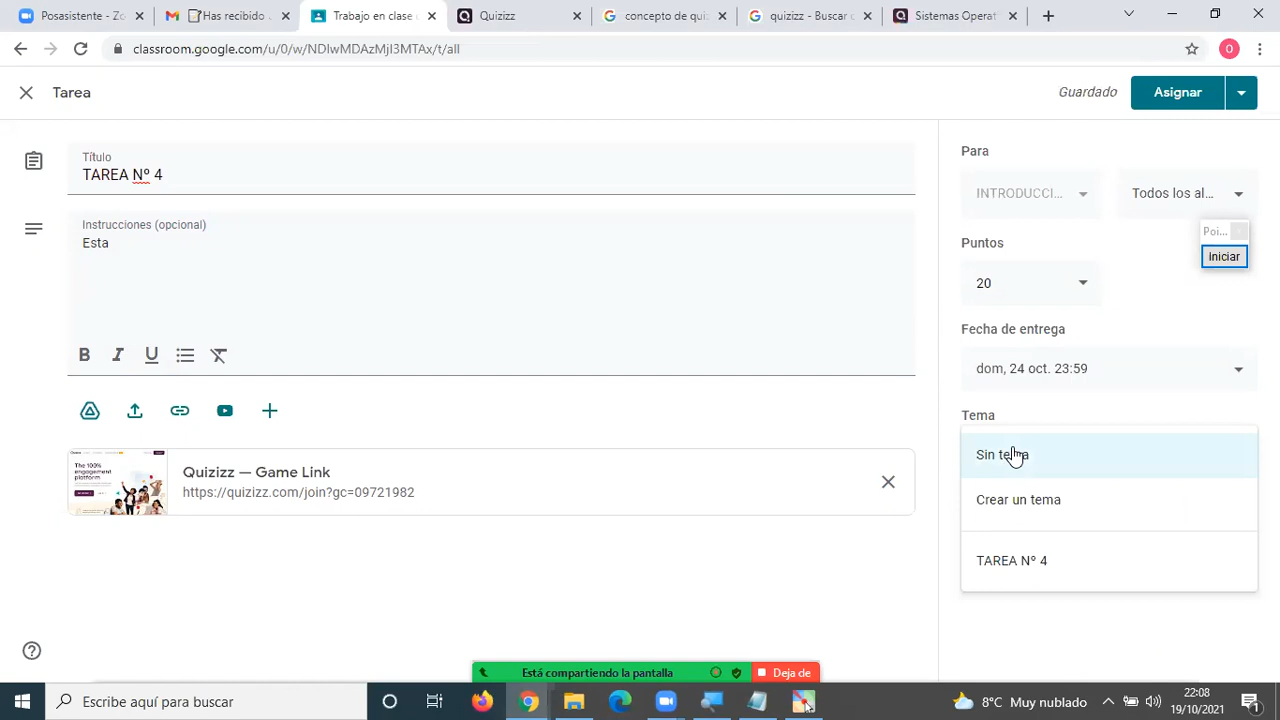 Posasistente - Zo
Has recibido
Trabajo en clase
Quizizz
concepto de qui
quizizz - Buscar c
Sistemas Operat
classroom.google.com/u/0/w/NDIwMDAzMjI3MTAx/t/all
O
Tarea
Guardado
Asignar
Título
TAREA Nº 4
Instrucciones (opcional)
Esta
B I U
Quizizz — Game Link
https://quizizz.com/join?gc=09721982
Para
INTRODUCCI...
Todos los al...
Poi...
Iniciar
Puntos
20
Fecha de entrega
dom, 24 oct. 23:59
Tema
Sin tema
Crear un tema
TAREA Nº 4
Está compartiendo la pantalla
Deja de
Escribe aquí para buscar
8°C Muy nublado
22:08
19/10/2021
1